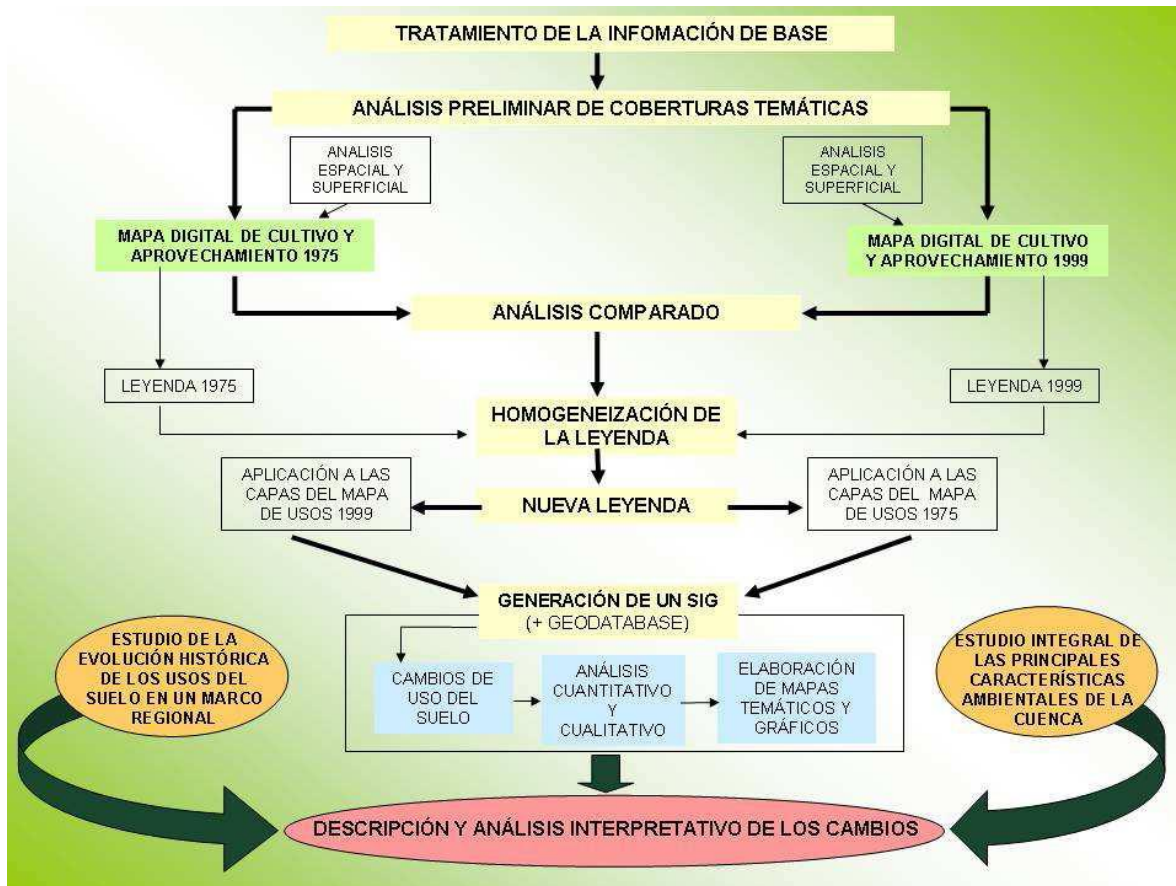 TRATAMIENTO DE LA INFOMACIÓN DE BASE
ANÁLISIS PRELIMINAR DE COBERTURAS TEMÁTICAS
ANALISIS
ESPACIAL Y
SUPERFICIAL
ANALISIS
ESPACIAL Y
SUPERFICIAL
MAPA DIGITAL DE CULTIVO Y
APROVECHAMIENTO 1975
MAPA DIGITAL DE CULTIVO
Y APROVECHAMIENTO 1999
ANÁLISIS COMPARADO
LEYENDA 1975
LEYENDA 1999
HOMOGENEIZACIÓN DE
LA LEYENDA
APLICACIÓN A LAS
CAPAS DEL MAPA
DE USOS 1999
NUEVA LEYENDA
APLICACIÓN A LAS
CAPAS DEL MAPA
DE USOS 1975
GENERACIÓN DE UN SIG
(+ GEODATABASE)
ESTUDIO DE LA
EVOLUCIÓN HISTÓRICA
DE LOS USOS DEL
SUELO EN UN MARCO
REGIONAL
CAMBIOS DE
USO DEL
SUELO
ANÁLISIS
CUANTITATIVO
Y
CUALITATIVO
ELABORACIÓN
DE MAPAS
TEMÁTICOS Y
GRÁFICOS
ESTUDIO INTEGRAL DE
LAS PRINCIPALES
CARACTERÍSTICAS
AMBIENTALES DE LA
CUENCA
DESCRIPCIÓN Y ANÁLISIS INTERPRETATIVO DE LOS CAMBIOS